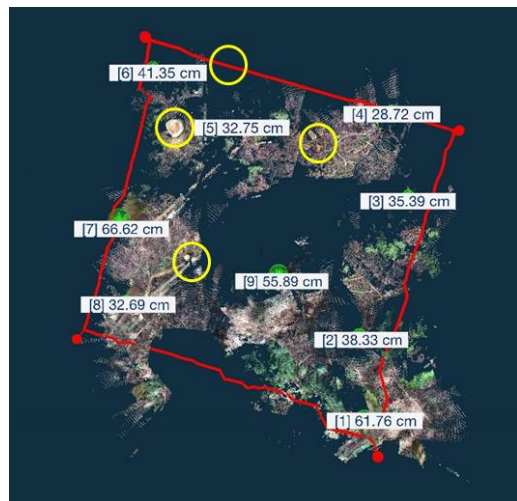 [6] 41.35 cm
[4] 28.72 cm
[5] 32.75 cm
[3] 35.39 cm
[7] 66.62 cm
[9] 55.89 cm
[8] 32.69 cm
[2] 38.33 cm
[1] 61.76 cm